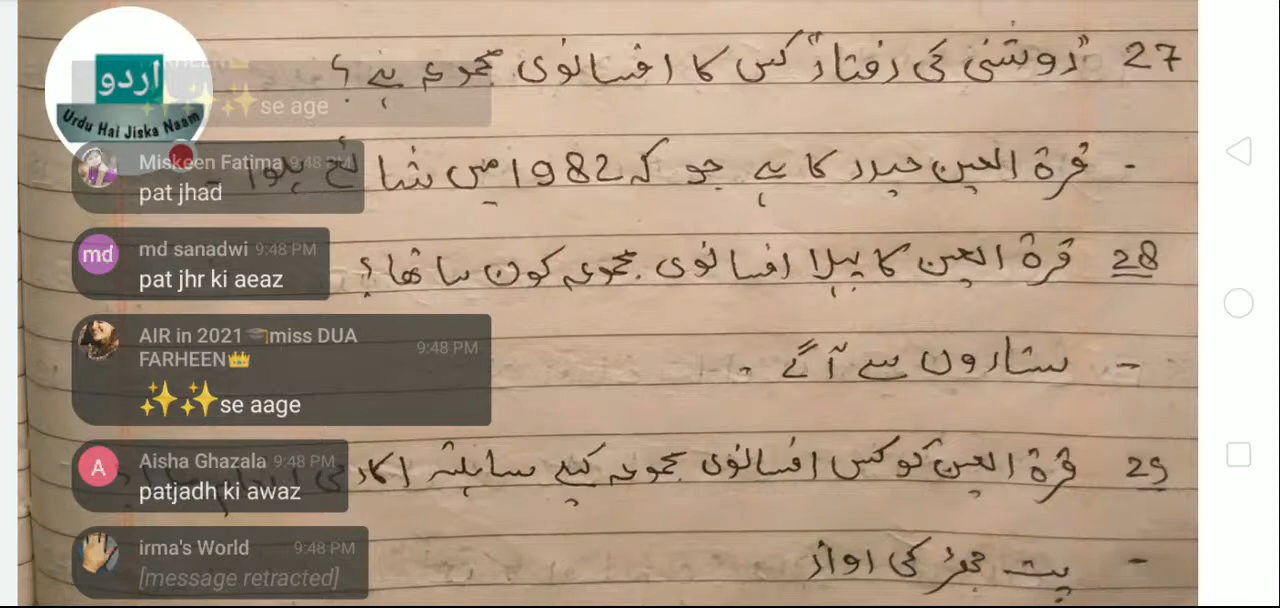 27 "روشنی کی رفتار" کس کا افسانوی مجموعہ ہے؟
- قرۃ العین حیدر کا ہے جو کہ 1982 میں شائع ہوا -
28 قرۃ العین کا پہلا افسانوی مجموعہ کون سا تھا؟
- ستاروں سے آگے -
29 قرۃ العین کو کس افسانوی مجموعہ کیلے ساہتیہ اکادمی
- پت جھڑ کی آواز
اردو
Urdu Hai Jiska Naam
FARHEEN👑
✨✨se age
Miskeen Fatima 9:48 PM
pat jhad
md
md sanadwi 9:48 PM
pat jhr ki aeaz
AIR in 2021 🎓miss DUA
FARHEEN👑 9:48 PM
✨✨se aage
A
Aisha Ghazala 9:48 PM
patjadh ki awaz
irma's World 9:48 PM
[message retracted]